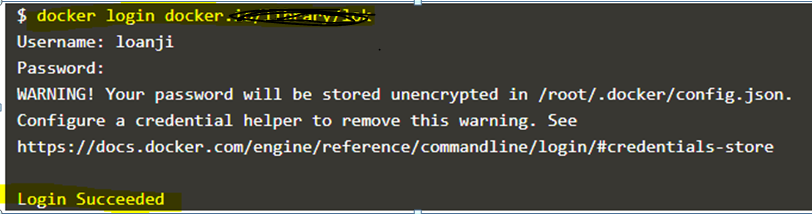 $ docker login docker.
Username: loanji
Password:
WARNING! Your password will be stored unencrypted in /root/.docker/config.json.
Configure a credential helper to remove this warning. See
https://docs.docker.com/engine/reference/commandline/login/#credentials-store
Login Succeeded